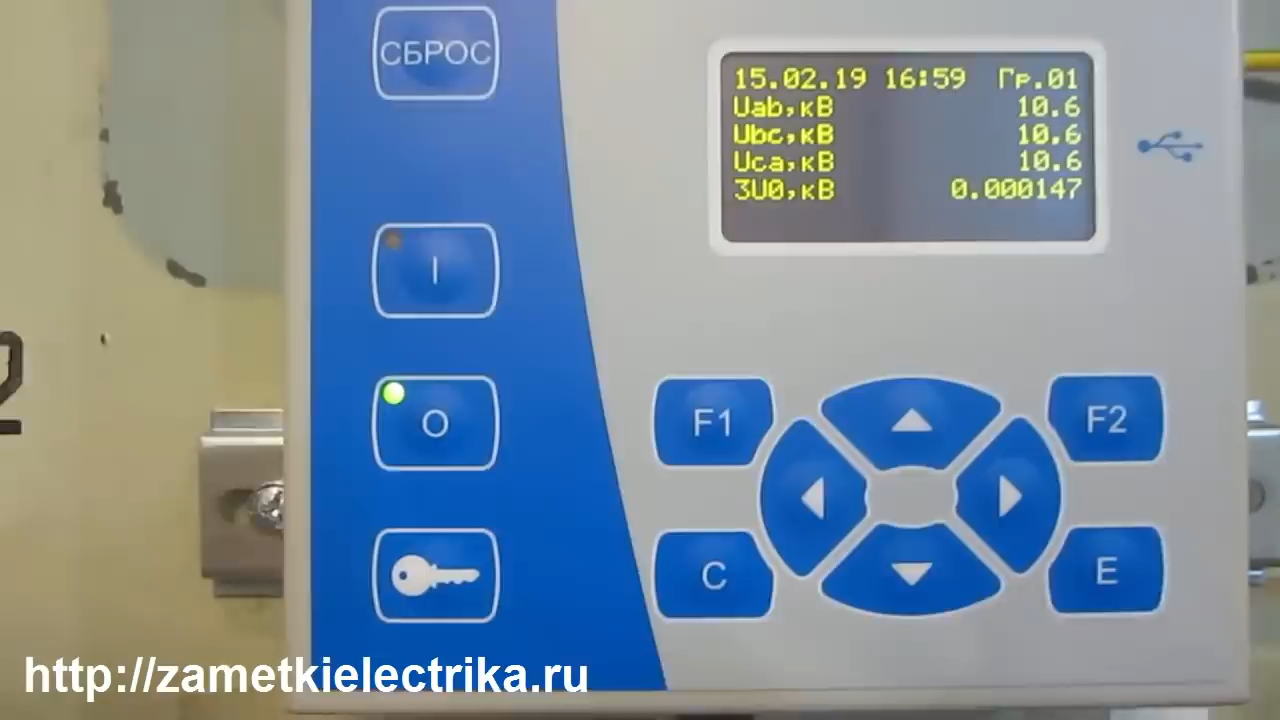 СБРОС
15.02.19 16:59 Гр.01
Uab,кВ 10.6
Ubc,кВ 10.6
Uca,кВ 10.6
3U0,кВ 0.000147
I
O
F1
F2
C
E
2
http://zametkielectrika.ru